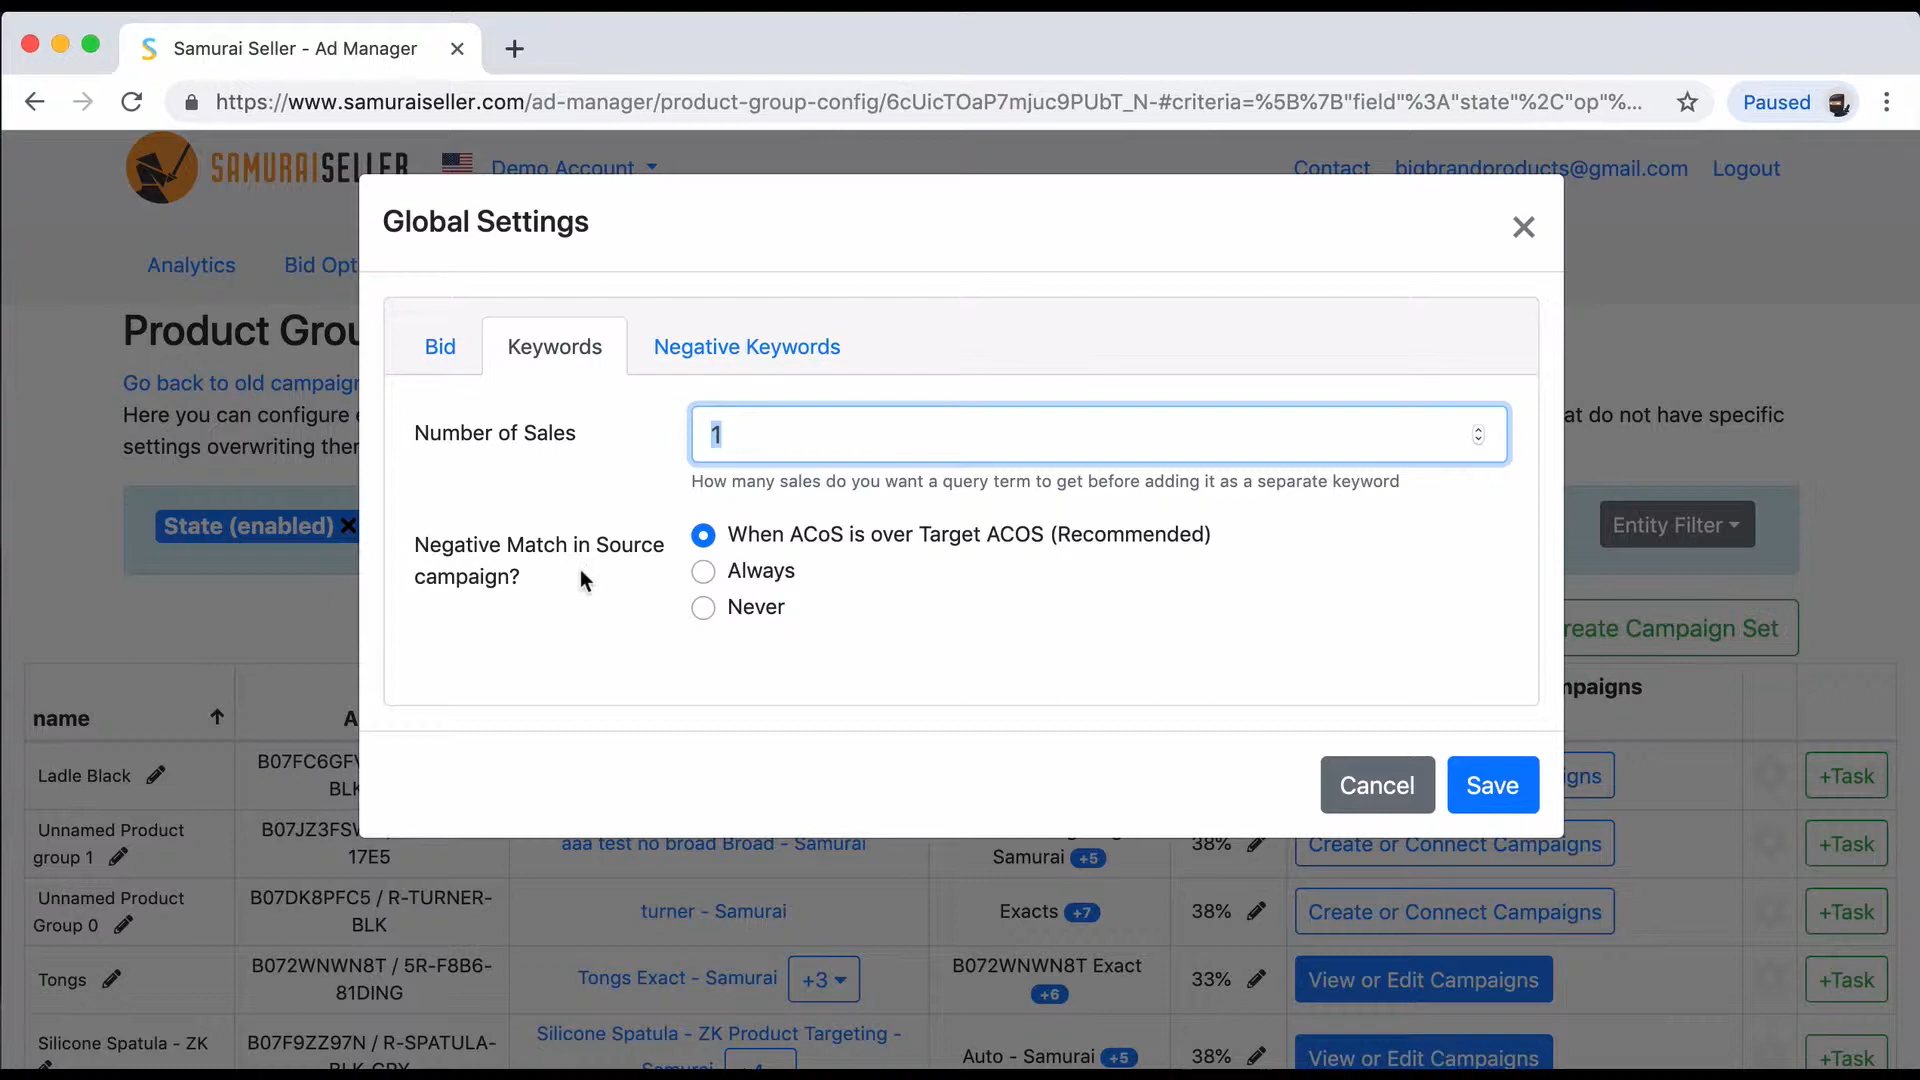 Samurai Seller - Ad Manager
https://www.samuraiseller.com/ad-manager/product-group-config/6cUicTOaP7mjuc9PUbT_N-#criteria=%5B%7B"field"%3A"state"%2C"op"%...
Paused
SAMURAISELLER
Demo Account
Contact bigbrandproducts@gmail.com Logout
Global Settings
Analytics
Bid Opt
Product Grou
Go back to old campaign
Here you can configure
settings overwriting
at do not have specific
Bid
Keywords
Negative Keywords
Number of Sales
1
How many sales do you want a query term to get before adding it as a separate keyword
State (enabled)
Entity Filter
Negative Match in Source
campaign?
When ACoS is over Target ACOS (Recommended)
Always
Never
reate Campaign Set
Cancel
Save
name
paigns
Ladle Black
B07FC6GF
BLK
gns
+Task
Unnamed Product
group 1
B07JZ3FS
17E5
aaa test no broad Broad - Samurai
Samurai +5
38%
Create or Connect Campaigns
+Task
Unnamed Product
Group 0
B07DK8PFC5 / R-TURNER-
BLK
turner - Samurai
Exacts +7
38%
Create or Connect Campaigns
+Task
Tongs
B072WNWN8T / 5R-F8B6-
81DING
Tongs Exact - Samurai +3
B072WNWN8T Exact
+6
33%
View or Edit Campaigns
+Task
Silicone Spatula - ZK
B07F9ZZ97N / R-SPATULA-
BLK-GRY
Silicone Spatula - ZK Product Targeting -
Samurai
Auto - Samurai +5
38%
View or Edit Campaigns
+Task